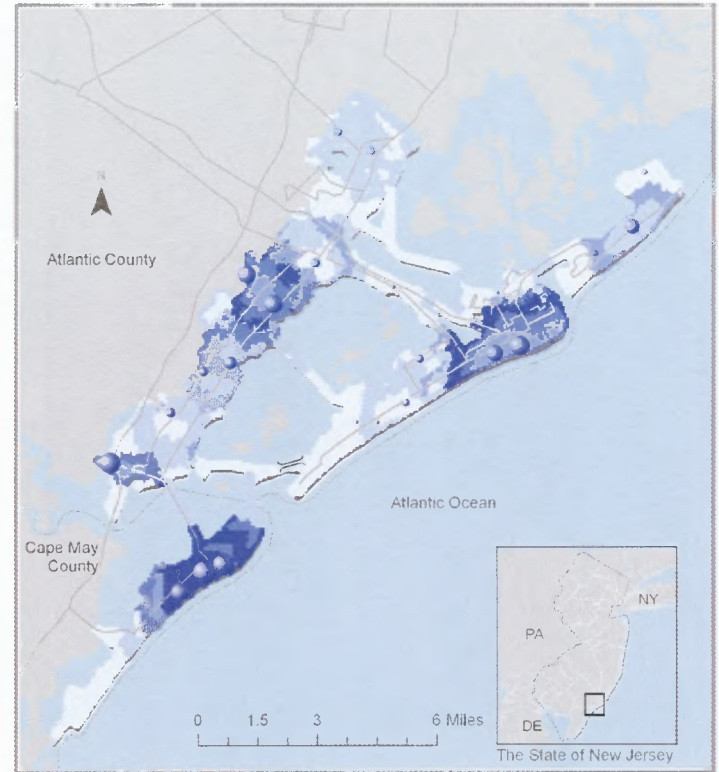 N
Atlantic County
Atlantic Ocean
Cape May
County
0 1.5 3 6 Miles
NY
PA
DE
The State of New Jersey